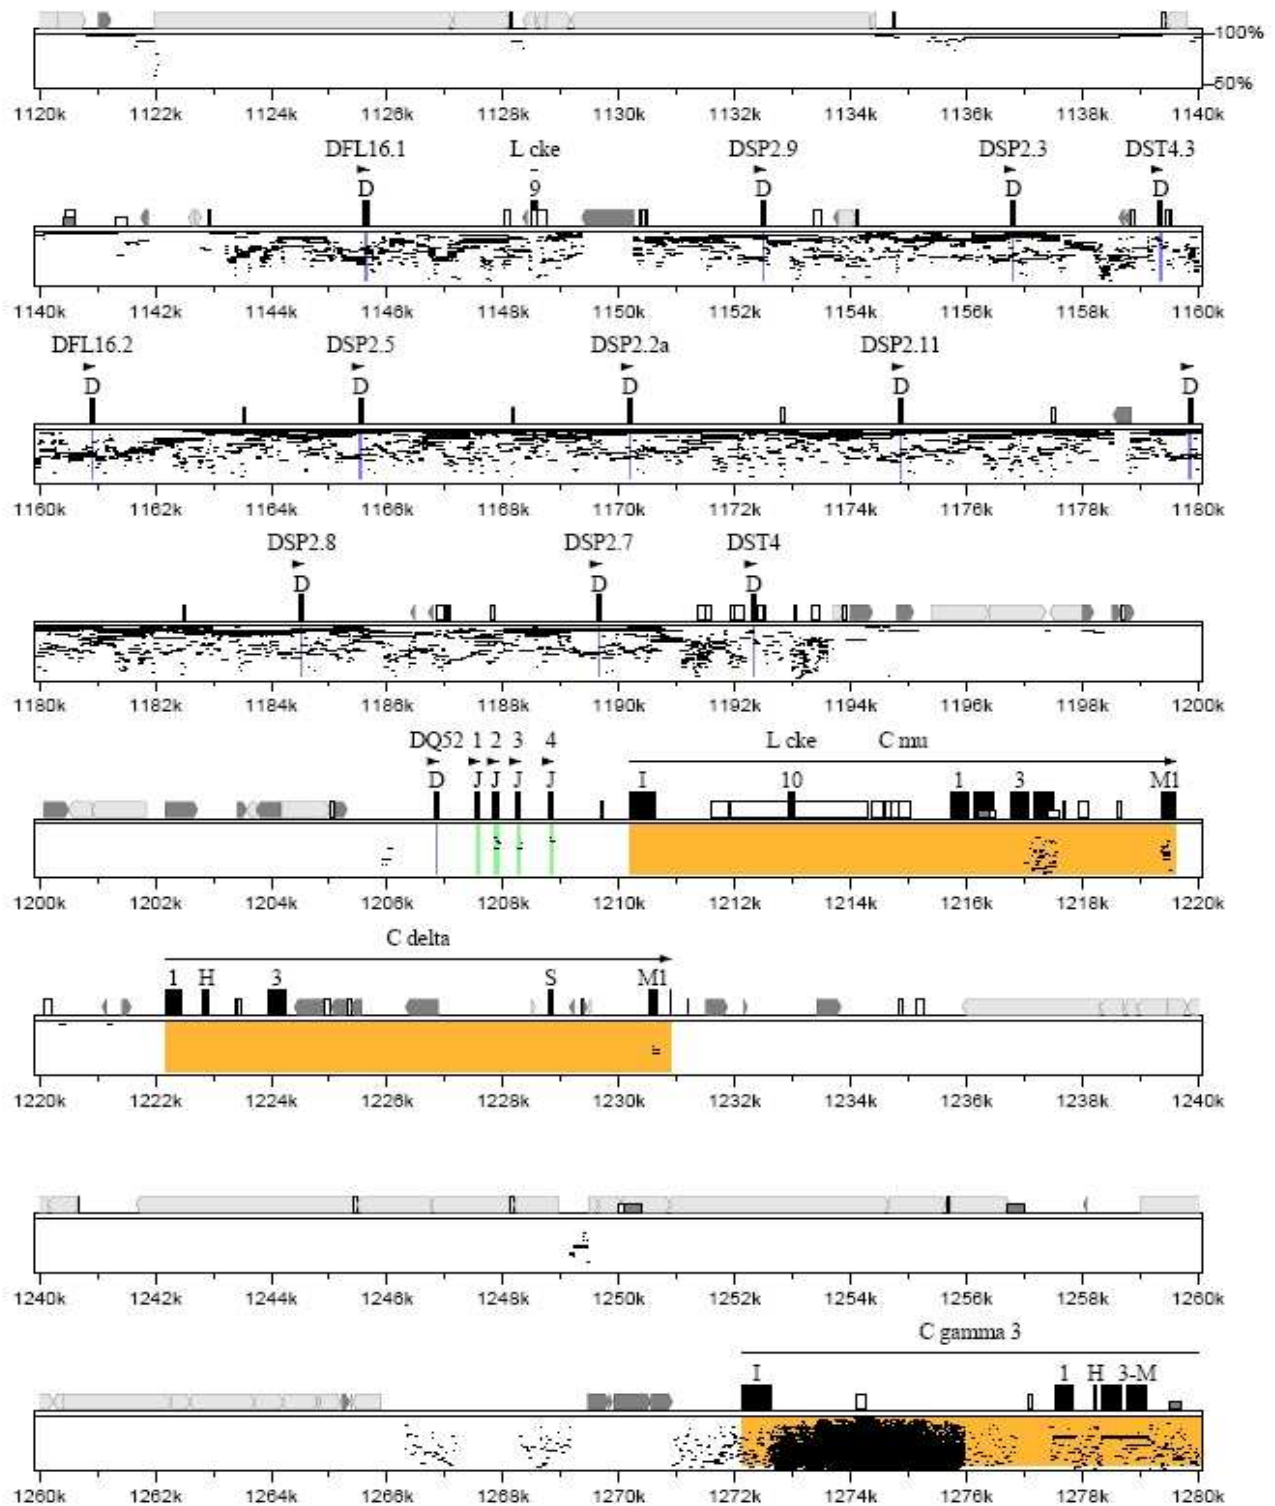 100%
50%
1120k 1122k 1124k 1126k 1128k 1130k 1132k 1134k 1136k 1138k 1140k
DFL16.1 L cke DSP2.9 DSP2.3 DST4.3
D 9 D D D
1140k 1142k 1144k 1146k 1148k 1150k 1152k 1154k 1156k 1158k 1160k
DFL16.2 DSP2.5 DSP2.2a DSP2.11
D D D D D
1160k 1162k 1164k 1166k 1168k 1170k 1172k 1174k 1176k 1178k 1180k
DSP2.8 DSP2.7 DST4
D D D
1180k 1182k 1184k 1186k 1188k 1190k 1192k 1194k 1196k 1198k 1200k
DQ52 1 2 3 4 L cke C mu
D J J J J I 10 1 3 M1
1200k 1202k 1204k 1206k 1208k 1210k 1212k 1214k 1216k 1218k 1220k
C delta
1 H 3 S M1
1220k 1222k 1224k 1226k 1228k 1230k 1232k 1234k 1236k 1238k 1240k
1240k 1242k 1244k 1246k 1248k 1250k 1252k 1254k 1256k 1258k 1260k
C gamma 3
I 1 H 3-M
1260k 1262k 1264k 1266k 1268k 1270k 1272k 1274k 1276k 1278k 1280k